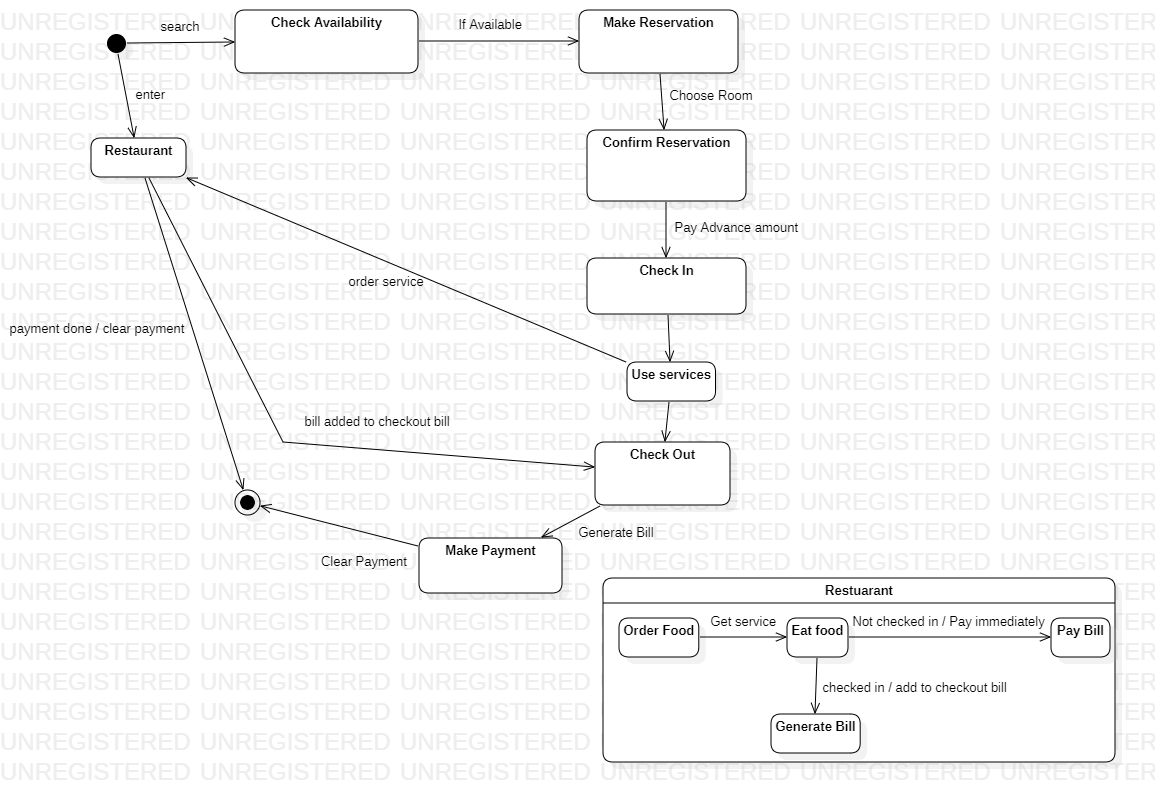 search
Check Availability
If Available
Make Reservation
enter
Choose Room
Restaurant
Confirm Reservation
Pay Advance amount
Check In
order service
payment done / clear payment
Use services
bill added to checkout bill
Check Out
Generate Bill
Make Payment
Clear Payment
Restuarant
Order Food
Get service
Eat food
Not checked in / Pay immediately
Pay Bill
checked in / add to checkout bill
Generate Bill
UNREGISTERED